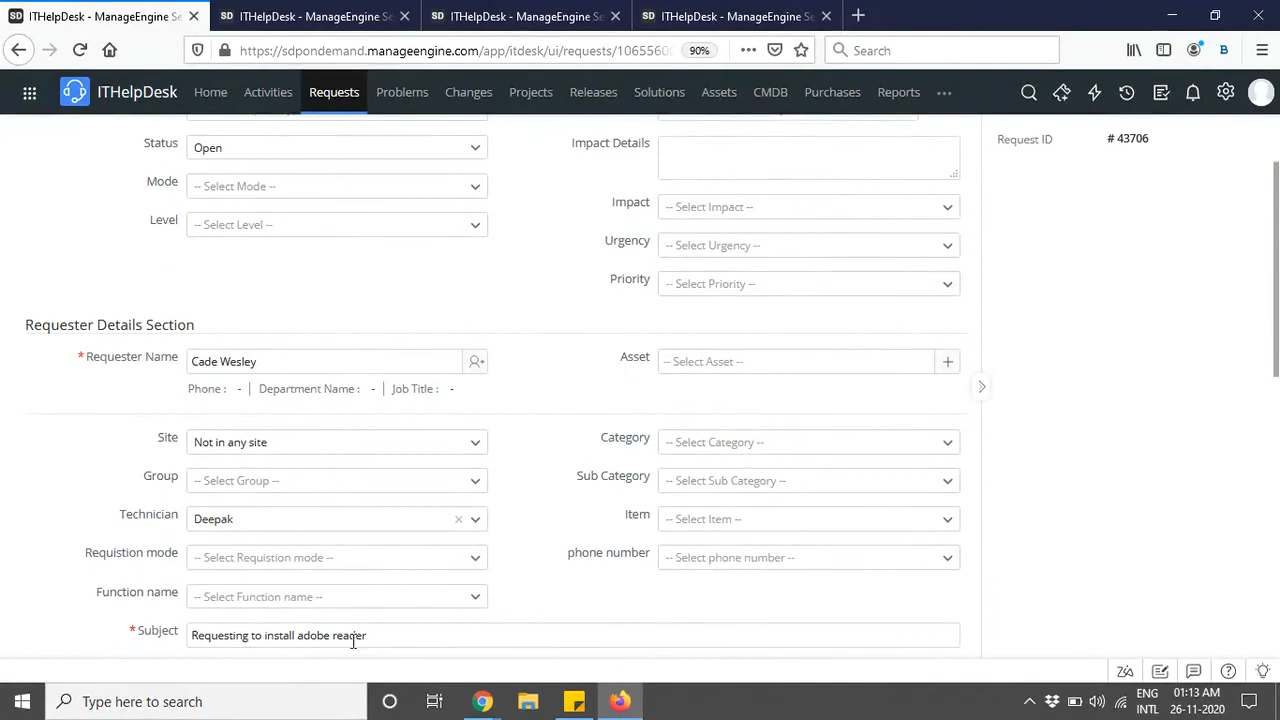 ITHelpDesk - ManageEngine Se
ITHelpDesk - ManageEngine Se
ITHelpDesk - ManageEngine Se
ITHelpDesk - ManageEngine Se
https://sdpondemand.manageengine.com/app/itdesk/ui/requests/1065560
90%
Search
ITHelpDesk
Home
Activities
Requests
Problems
Changes
Projects
Releases
Solutions
Assets
CMDB
Purchases
Reports
Status
Open
Impact Details
Request ID
# 43706
Mode
-- Select Mode --
Impact
-- Select Impact --
Level
-- Select Level --
Urgency
-- Select Urgency --
Priority
-- Select Priority --
Requester Details Section
* Requester Name
Cade Wesley
Asset
-- Select Asset --
Phone : - | Department Name : - | Job Title : -
Site
Not in any site
Category
-- Select Category --
Group
-- Select Group --
Sub Category
-- Select Sub Category --
Technician
Deepak
Item
-- Select Item --
Requistion mode
-- Select Requistion mode --
phone number
-- Select phone number --
Function name
-- Select Function name --
* Subject
Requesting to install adobe reader
Type here to search
ENG
INTL
01:13 AM
26-11-2020